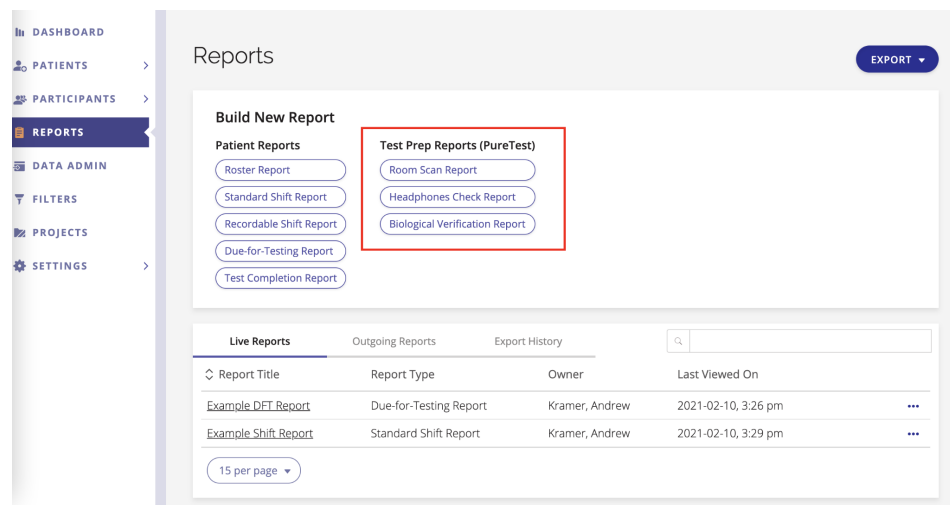 DASHBOARD
PATIENTS
PARTICIPANTS
REPORTS
DATA ADMIN
FILTERS
PROJECTS
SETTINGS
Reports
EXPORT
Build New Report
Patient Reports
Roster Report
Standard Shift Report
Recordable Shift Report
Due-for-Testing Report
Test Completion Report
Test Prep Reports (PureTest)
Room Scan Report
Headphones Check Report
Biological Verification Report
Live Reports Outgoing Reports Export History
Report Title Report Type Owner Last Viewed On
Example DFT Report Due-for-Testing Report Kramer, Andrew 2021-02-10, 3:26 pm
Example Shift Report Standard Shift Report Kramer, Andrew 2021-02-10, 3:29 pm
15 per page